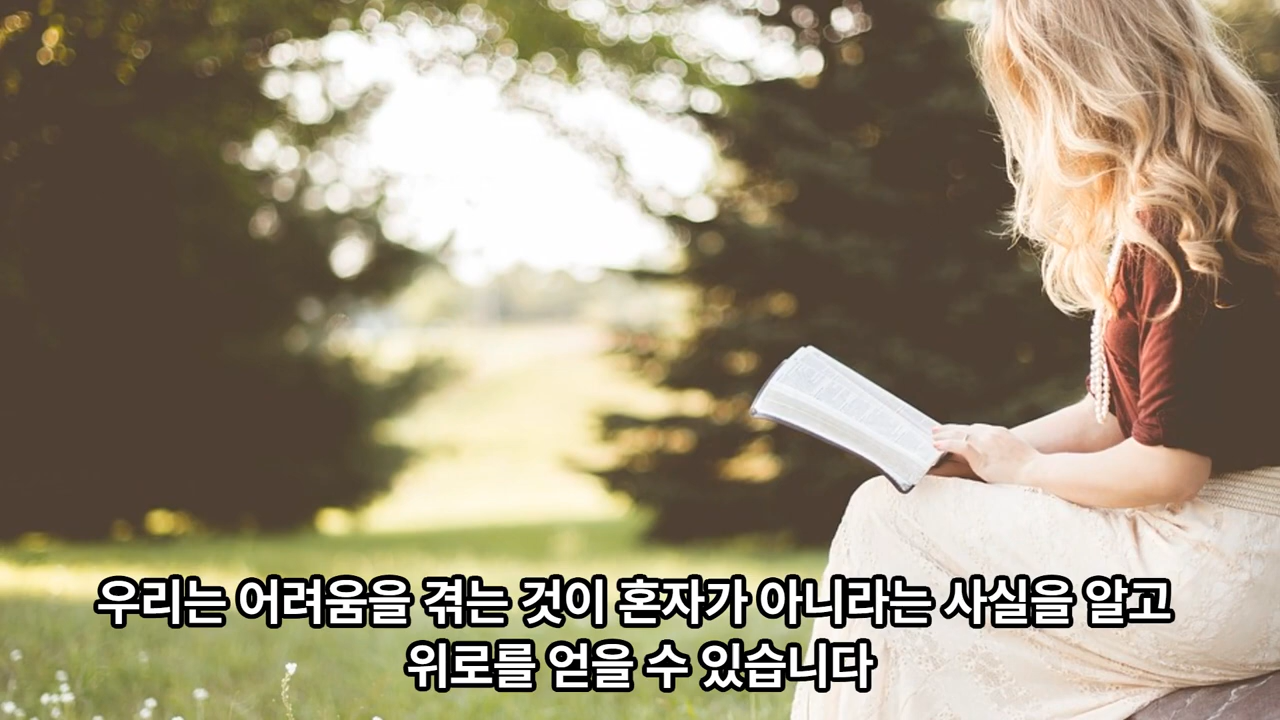 우리는 어려움을 겪는 것이 혼자가 아니라는 사실을 알고
위로를 얻을 수 있습니다